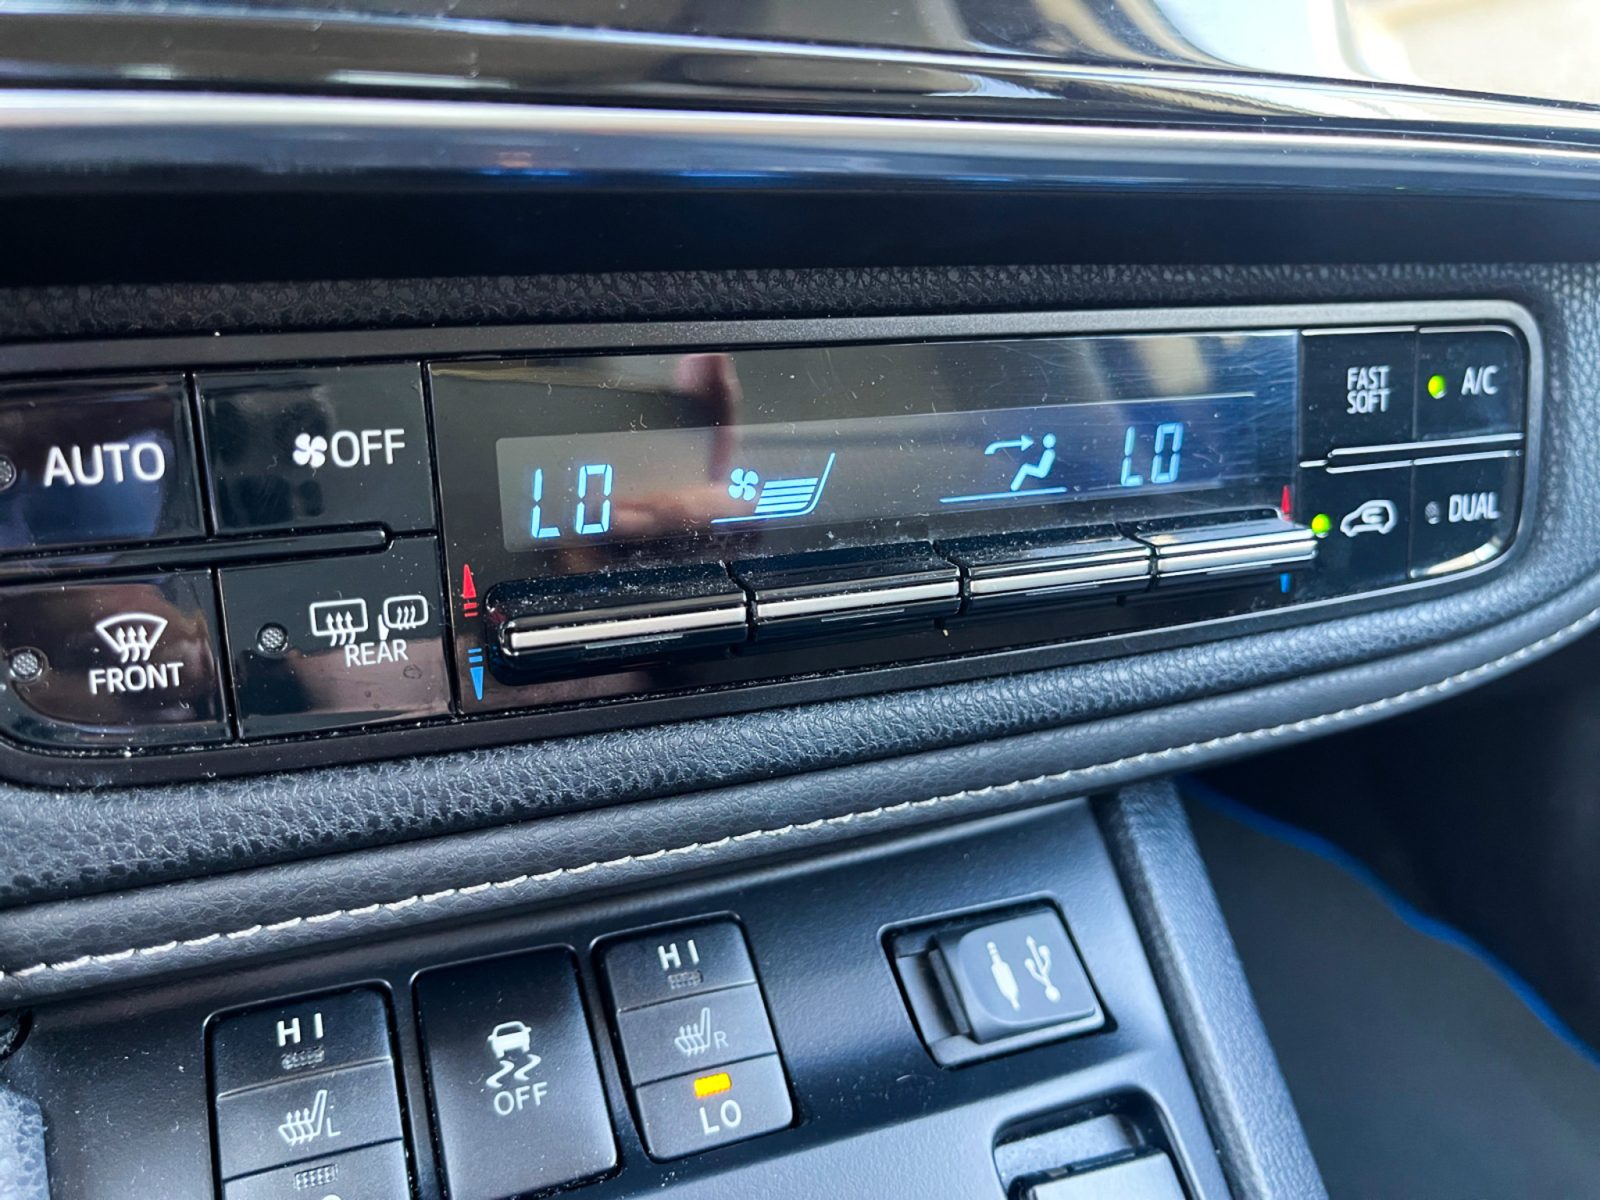 LO
LO
FAST
SOFT
A/C
AUTO
OFF
DUAL
FRONT
REAR
HI
L
OFF
HI
R
LO